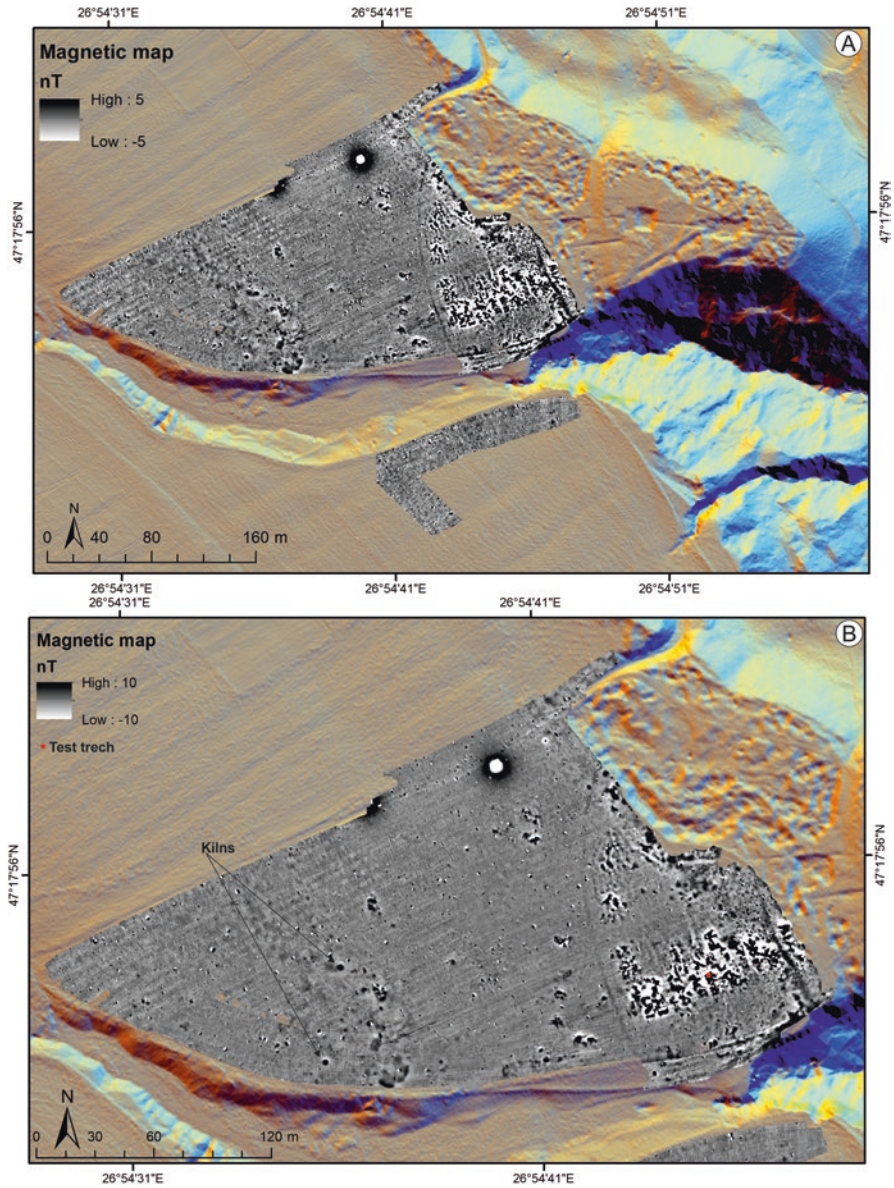 26°54'31"E 26°54'41"E 26°54'51"E
Magnetic map
A
nT
High : 5
Low : -5
47°17'56"N 47°17'56"N
N
0 40 80 160 m
26°54'31"E 26°54'41"E 26°54'51"E
26°54'31"E 26°54'41"E
Magnetic map
B
nT
High : 10
Low : -10
Test trech
Kilns
47°17'56"N 47°17'56"N
N
0 30 60 120 m
26°54'31"E 26°54'41"E